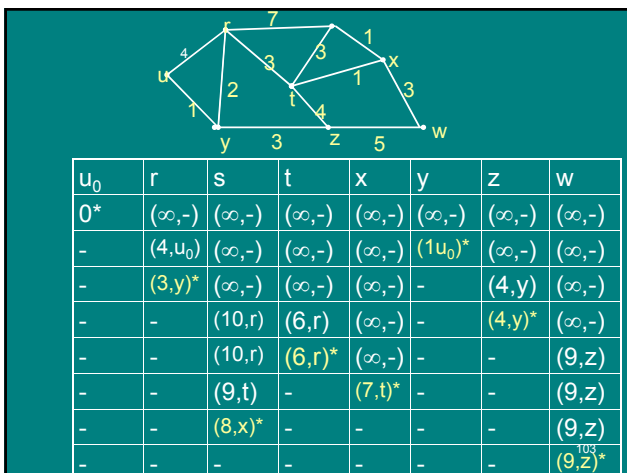 7
r
1
4
3
3
x
u
1
2
t
3
1
4
y
3
z
5
w
u₀ r s t x y z w
0* (∞,-) (∞,-) (∞,-) (∞,-) (∞,-) (∞,-) (∞,-)
- (4,u₀) (∞,-) (∞,-) (∞,-) (1u₀)* (∞,-) (∞,-)
- (3,y)* (∞,-) (∞,-) (∞,-) - (4,y) (∞,-)
- - (10,r) (6,r) (∞,-) - (4,y)* (∞,-)
- - (10,r) (6,r)* (∞,-) - - (9,z)
- - (9,t) - (7,t)* - - (9,z)
- - (8,x)* - - - - (9,z)
- - - - - - - (9,z)*
103